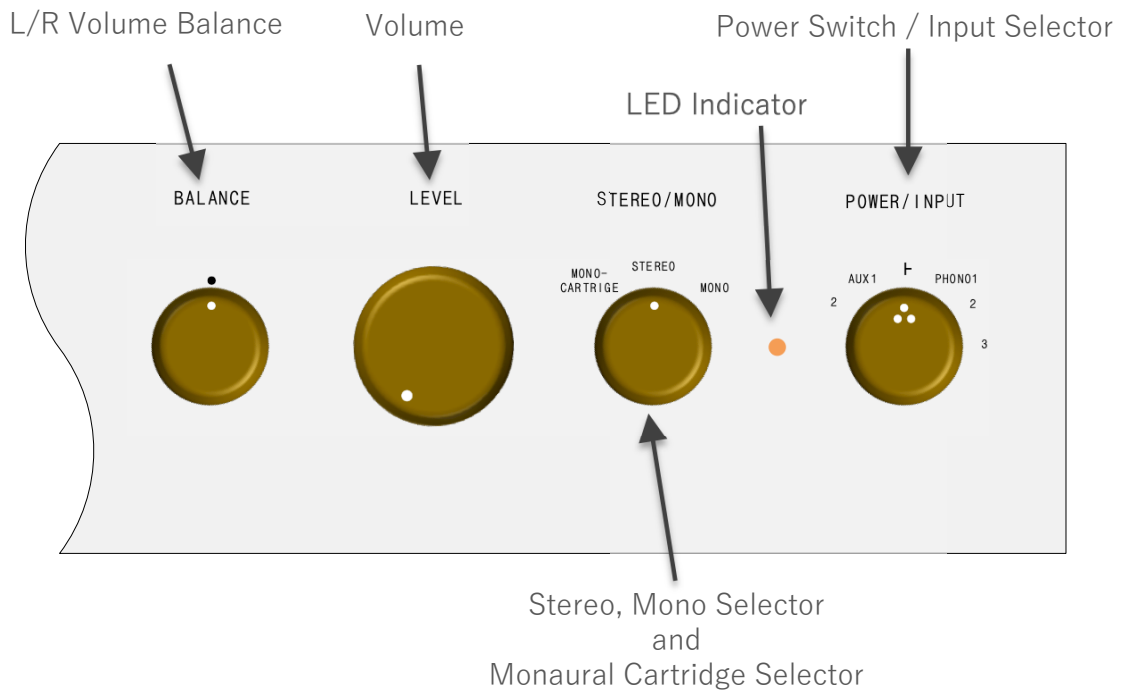 L/R Volume Balance
Volume
Power Switch / Input Selector
LED Indicator
BALANCE
LEVEL
STEREO/MONO
POWER/INPUT
MONO-
CARTRIGE
STEREO
MONO
2
AUX1
PHONO1
2
3
Stereo, Mono Selector
and
Monaural Cartridge Selector